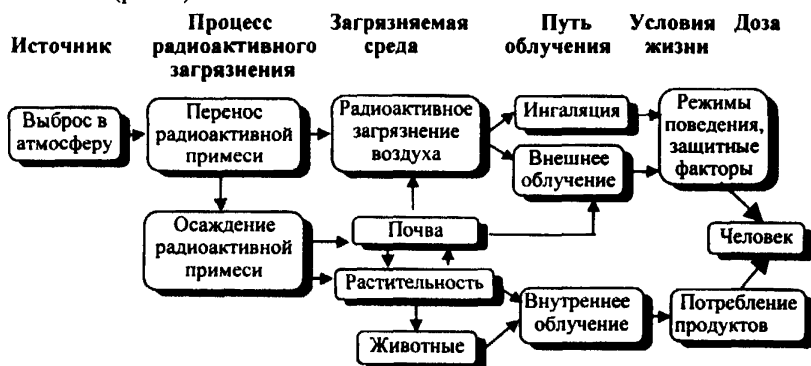 Источник
Процесс
радиоактивного
загрязнения
Загрязняемая
среда
Путь
облучения
Условия
жизни
Доза
Выброс в
атмосферу
Перенос
радиоактивной
примеси
Радиоактивное
загрязнение
воздуха
Ингаляция
Внешнее
облучение
Режимы
поведения,
защитные
факторы
Осаждение
радиоактивной
примеси
Почва
Растительность
Животные
Внутреннее
облучение
Потребление
продуктов
Человек